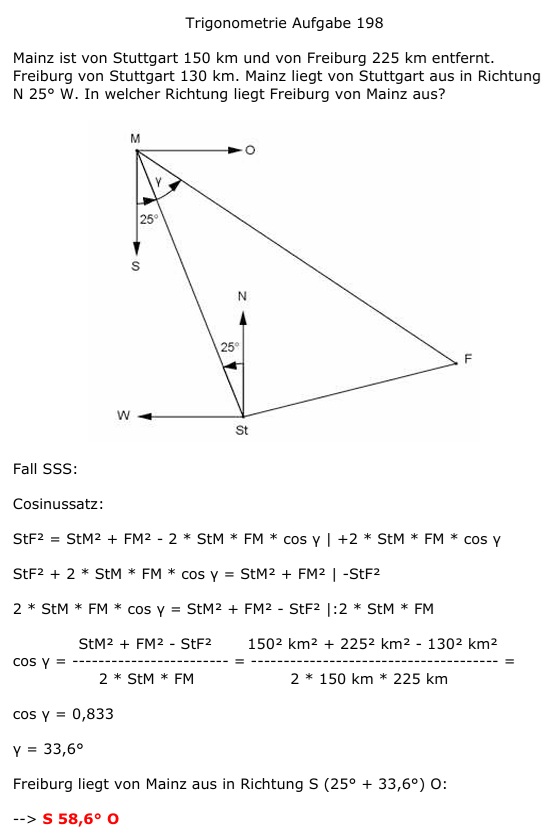 Trigonometrie Aufgabe 198
Mainz ist von Stuttgart 150 km und von Freiburg 225 km entfernt.
Freiburg von Stuttgart 130 km. Mainz liegt von Stuttgart aus in Richtung
N 25° W. In welcher Richtung liegt Freiburg von Mainz aus?
M
O
γ
25°
S
N
25°
F
W
St
Fall SSS:
Cosinussatz:
StF² = StM² + FM² - 2 * StM * FM * cos γ | +2 * StM * FM * cos γ
StF² + 2 * StM * FM * cos γ = StM² + FM² | -StF²
2 * StM * FM * cos γ = StM² + FM² - StF² |:2 * StM * FM
StM² + FM² - StF² 150² km² + 225² km² - 130² km²
cos γ = ------------------------ = -------------------------------------- =
2 * StM * FM 2 * 150 km * 225 km
cos γ = 0,833
γ = 33,6°
Freiburg liegt von Mainz aus in Richtung S (25° + 33,6°) O:
--> S 58,6° O